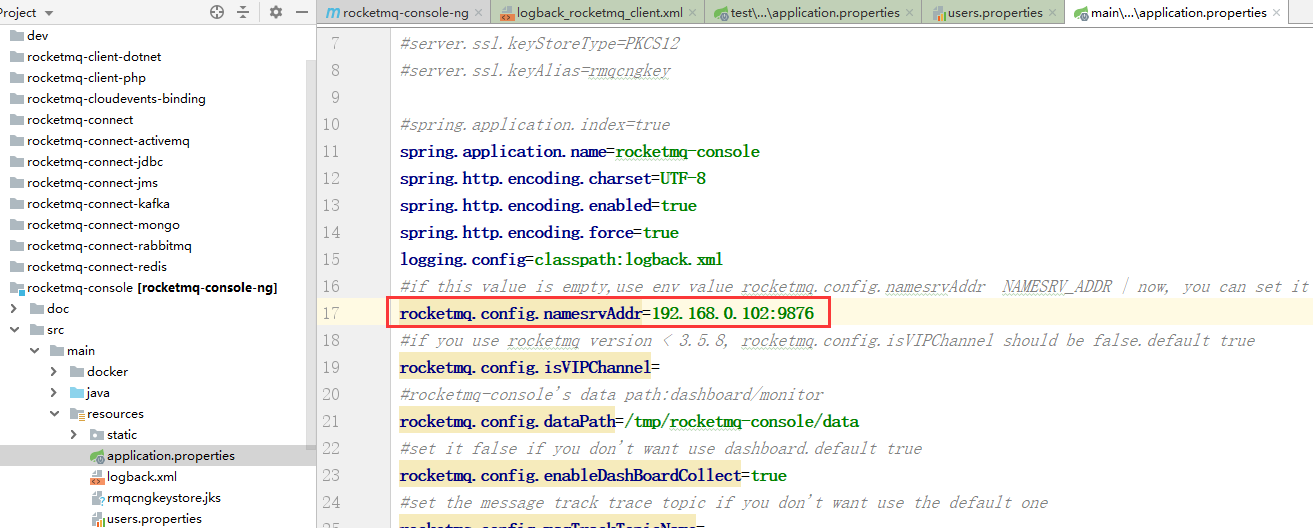 Project
dev
rocketmq-client-dotnet
rocketmq-client-php
rocketmq-cloudevents-binding
rocketmq-connect
rocketmq-connect-activemq
rocketmq-connect-jdbc
rocketmq-connect-jms
rocketmq-connect-kafka
rocketmq-connect-mongo
rocketmq-connect-rabbitmq
rocketmq-connect-redis
rocketmq-console [rocketmq-console-ng]
doc
src
main
docker
java
resources
static
application.properties
logback.xml
rmqcngkeystore.jks
users.properties
m rocketmq-console-ng
logback_rocketmq_client.xml
test\...\application.properties
users.properties
main\...\application.properties
7 #server.ssl.keyStoreType=PKCS12
8 #server.ssl.keyAlias=rmqcngkey
9
10 #spring.application.index=true
11 spring.application.name=rocketmq-console
12 spring.http.encoding.charset=UTF-8
13 spring.http.encoding.enabled=true
14 spring.http.encoding.force=true
15 logging.config=classpath:logback.xml
16 #if this value is empty,use env value rocketmq.config.namesrvAddr  NAMESRV_ADDR | now, you can set it
17 rocketmq.config.namesrvAddr=192.168.0.102:9876
18 #if you use rocketmq version < 3.5.8, rocketmq.config.isVIPChannel should be false.default true
19 rocketmq.config.isVIPChannel=
20 #rocketmq-console's data path:dashboard/monitor
21 rocketmq.config.dataPath=/tmp/rocketmq-console/data
22 #set it false if you don't want use dashboard.default true
23 rocketmq.config.enableDashBoardCollect=true
24 #set the message track trace topic if you don't want use the default one
25 rocketmq.config.msgTrackTopicName=